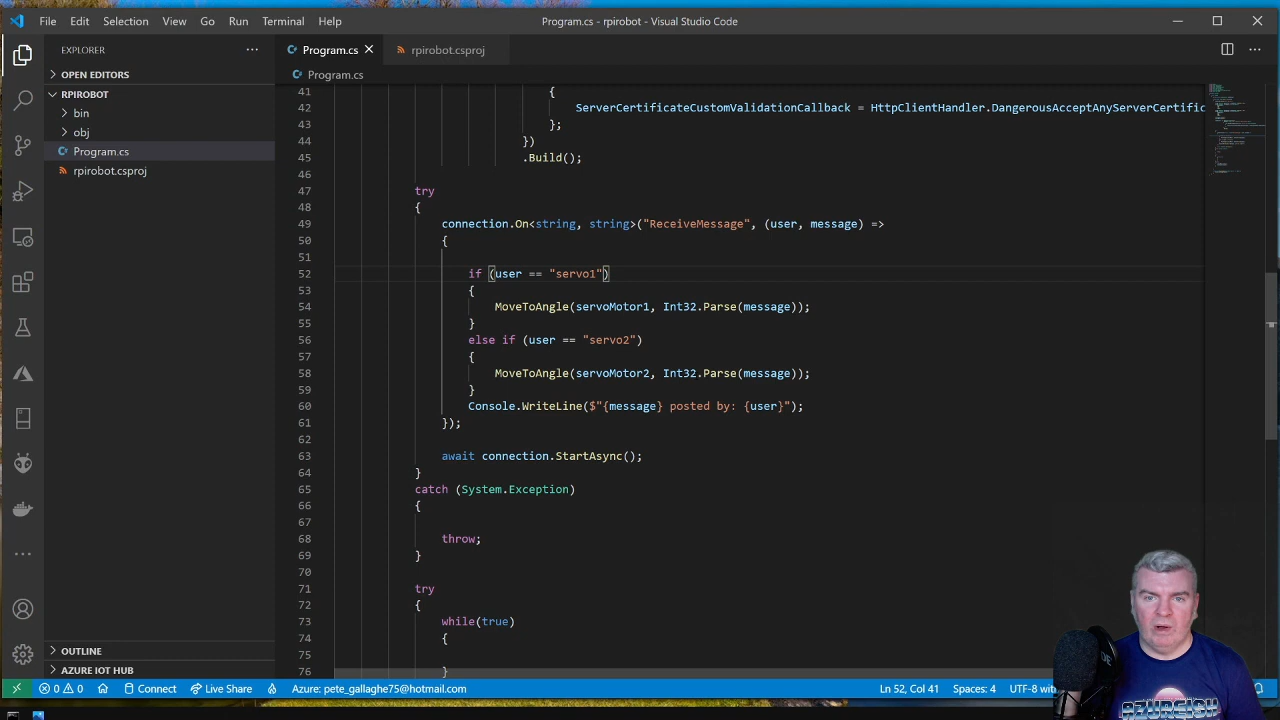 File Edit Selection View Go Run Terminal Help
Program.cs - rpirobot - Visual Studio Code
EXPLORER
OPEN EDITORS
RPIROBOT
bin
obj
Program.cs
rpirobot.csproj
OUTLINE
AZURE IOT HUB
Program.cs rpirobot.csproj
Program.cs
41 {
42 ServerCertificateCustomValidationCallback = HttpClientHandler.DangerousAcceptAnyServerCertific
43 };
44 })
45 .Build();
46
47 try
48 {
49 connection.On<string, string>("ReceiveMessage", (user, message) =>
50 {
51
52 if (user == "servo1")
53 {
54 MoveToAngle(servoMotor1, Int32.Parse(message));
55 }
56 else if (user == "servo2")
57 {
58 MoveToAngle(servoMotor2, Int32.Parse(message));
59 }
60 Console.WriteLine($"{message} posted by: {user}");
61 });
62
63 await connection.StartAsync();
64 }
65 catch (System.Exception)
66 {
67
68 throw;
69 }
70
71 try
72 {
73 while(true)
74 {
75
76 }
AZUREISH
0 0 Connect Live Share Azure: pete_gallaghe75@hotmail.com Ln 52, Col 41 Spaces: 4 UTF-8 wit